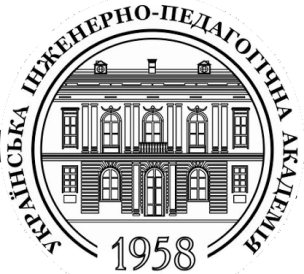 УКРАЇНСЬКА ІНЖЕНЕРНО-ПЕДАГОГІЧНА АКАДЕМІЯ
1958